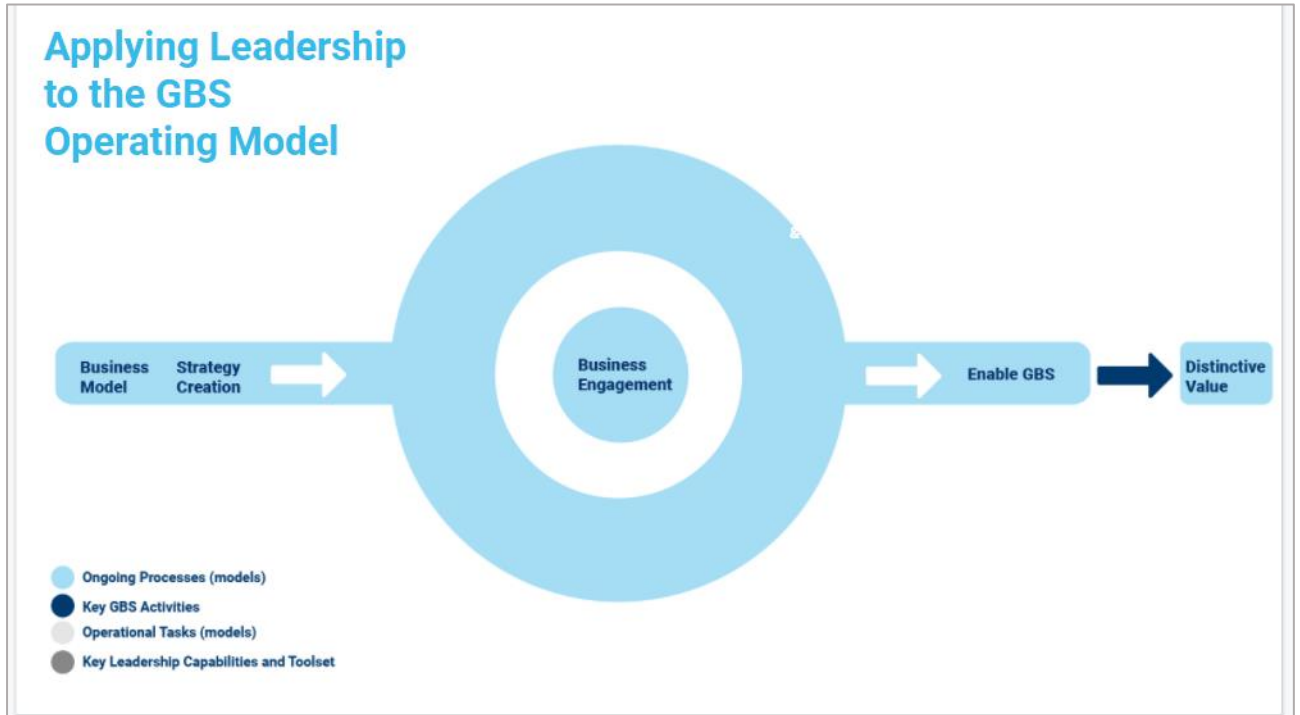 Applying Leadership
to the GBS
Operating Model
&
Business
Model
Strategy
Creation
Business
Engagement
Enable GBS
Distinctive
Value
Ongoing Processes (models)
Key GBS Activities
Operational Tasks (models)
Key Leadership Capabilities and Toolset